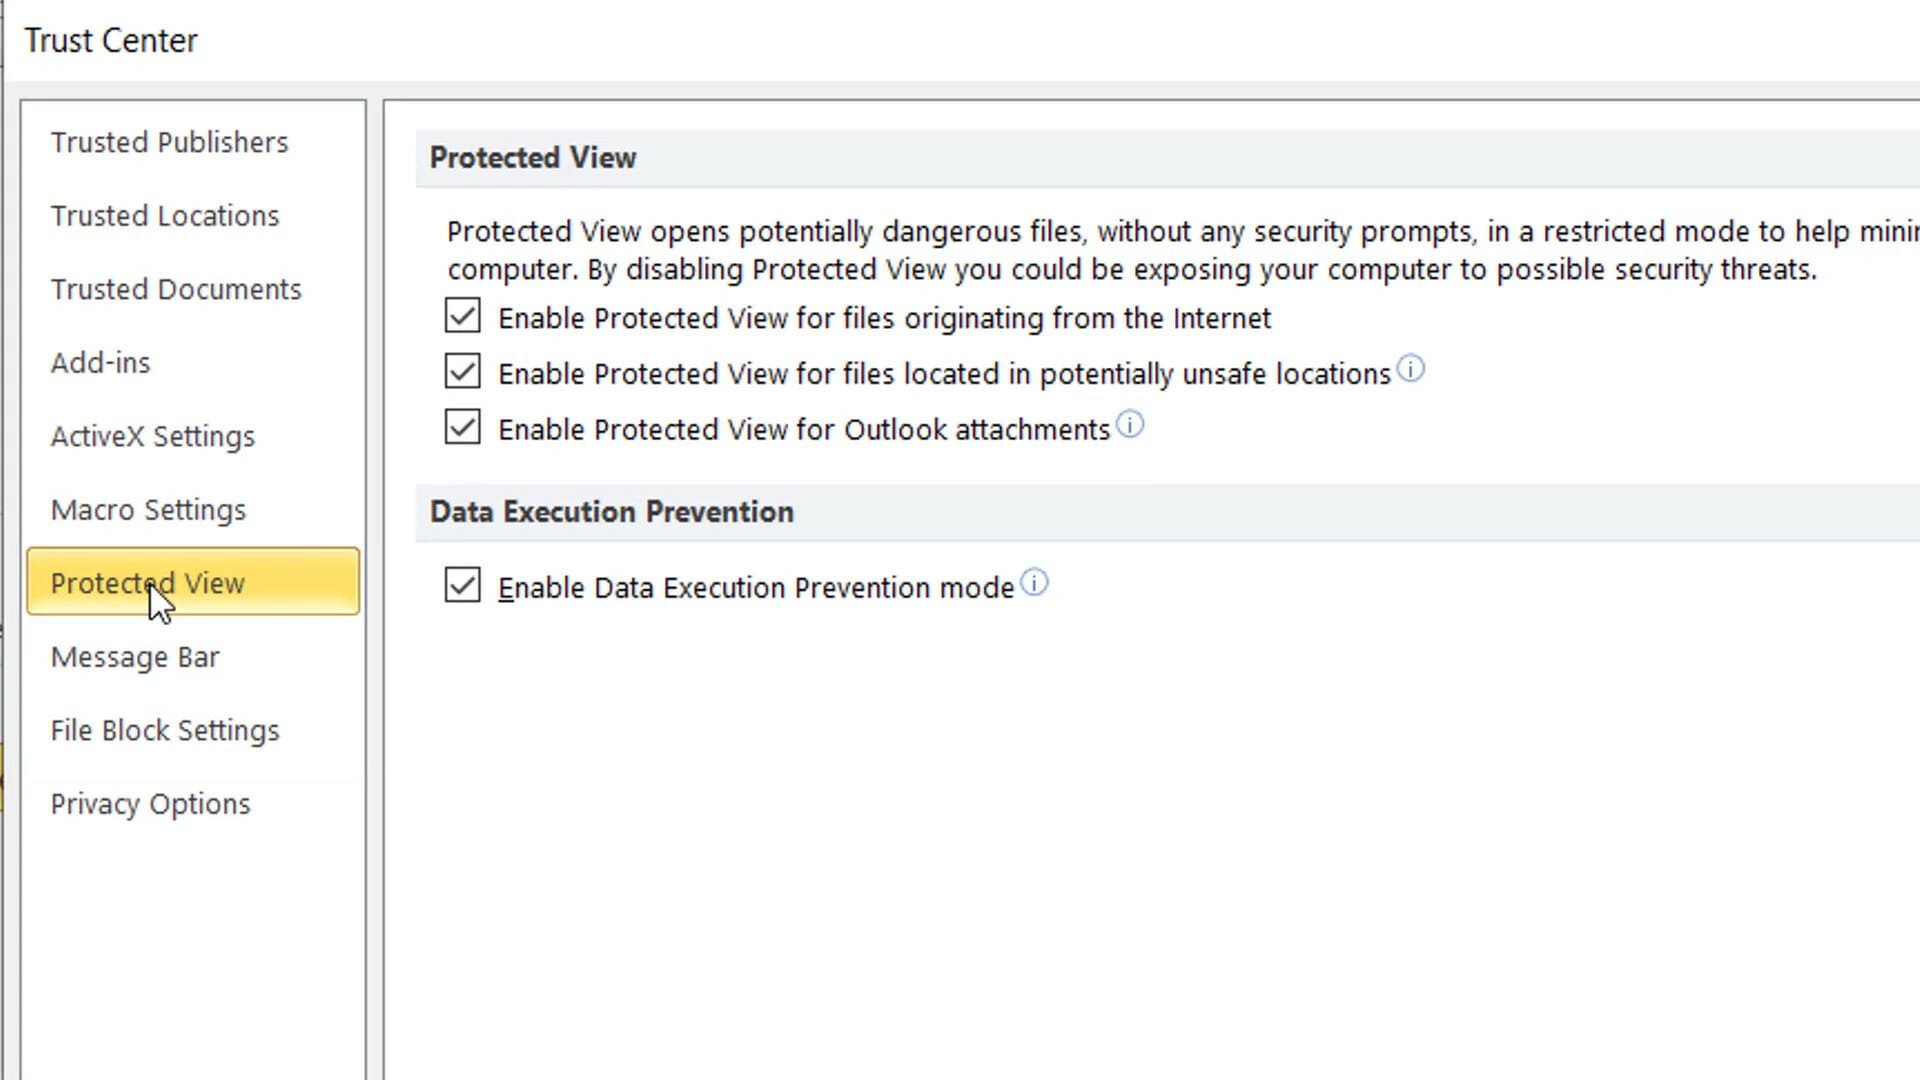 Trust Center
Trusted Publishers
Trusted Locations
Trusted Documents
Add-ins
ActiveX Settings
Macro Settings
Protected View
Message Bar
File Block Settings
Privacy Options
Protected View
Protected View opens potentially dangerous files, without any security prompts, in a restricted mode to help
computer. By disabling Protected View you could be exposing your computer to possible security threats.
Enable Protected View for files originating from the Internet
Enable Protected View for files located in potentially unsafe locations
Enable Protected View for Outlook attachments
Data Execution Prevention
Enable Data Execution Prevention mode